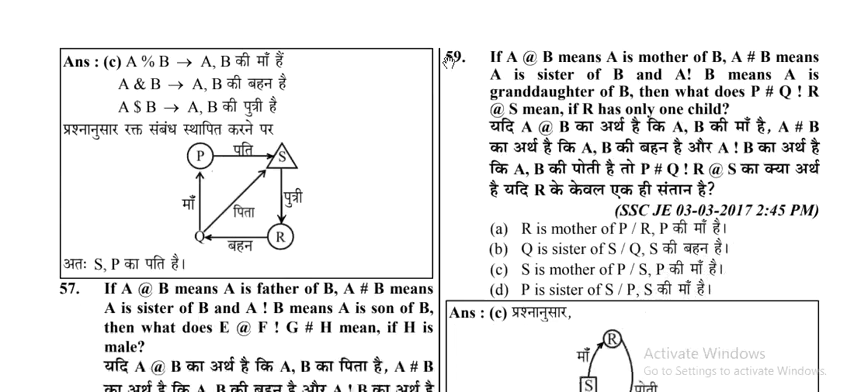 Ans : (c) A % B → A, B की माँ हैं
A & B → A, B की बहन है
A $ B → A, B की पुत्री है
प्रश्नानुसार रक्त संबंध स्थापित करने पर
P
पति
S
माँ
पिता
पुत्री
Q
बहन
R
अतः S, P का पति है।
57. If A @ B means A is father of B, A # B means
A is sister of B and A ! B means A is son of B,
then what does E @ F ! G # H mean, if H is
male?
यदि A @ B का अर्थ है कि A, B का पिता है, A # B
का अर्थ है कि A, B की बहन है और A ! B का अर्थ है
59. If A @ B means A is mother of B, A # B means
A is sister of B and A! B means A is
granddaughter of B, then what does P # Q ! R
@ S mean, if R has only one child?
यदि A @ B का अर्थ है कि A, B की माँ है, A # B
का अर्थ है कि A, B की बहन है और A ! B का अर्थ है
कि A, B की पोती है तो P # Q ! R @ S का क्या अर्थ
है यदि R के केवल एक ही संतान है?
(SSC JE 03-03-2017 2:45 PM)
(a) R is mother of P / R, P की माँ है।
(b) Q is sister of S / Q, S की बहन है।
(c) S is mother of P / S, P की माँ है।
(d) P is sister of S / P, S की माँ है।
Ans : (c) प्रश्नानुसार,
R
माँ
S
पोती
Activate Windows
Go to Settings to activate Windows.